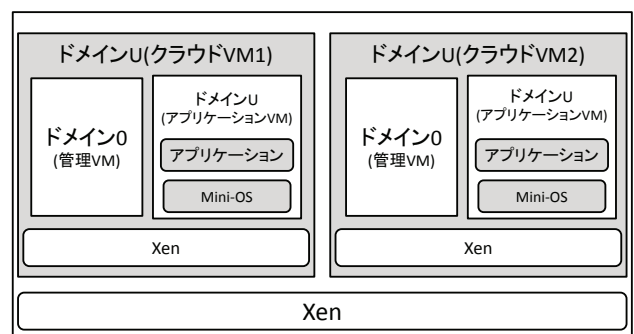 ドメインU(クラウドVM1)
ドメイン0
(管理VM)
ドメインU
(アプリケーションVM)
アプリケーション
Mini-OS
Xen
ドメインU(クラウドVM2)
ドメイン0
(管理VM)
ドメインU
(アプリケーションVM)
アプリケーション
Mini-OS
Xen
Xen